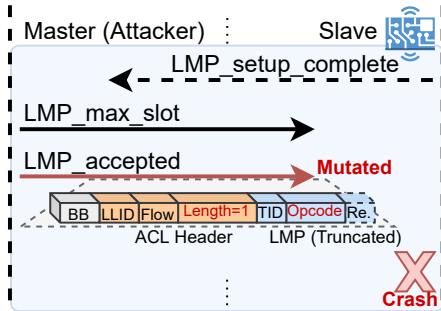 Master (Attacker) Slave
LMP_setup_complete
LMP_max_slot
LMP_accepted
Mutated
BB LLID Flow Length=1 TID Opcode Re.
ACL Header LMP (Truncated)
Crash